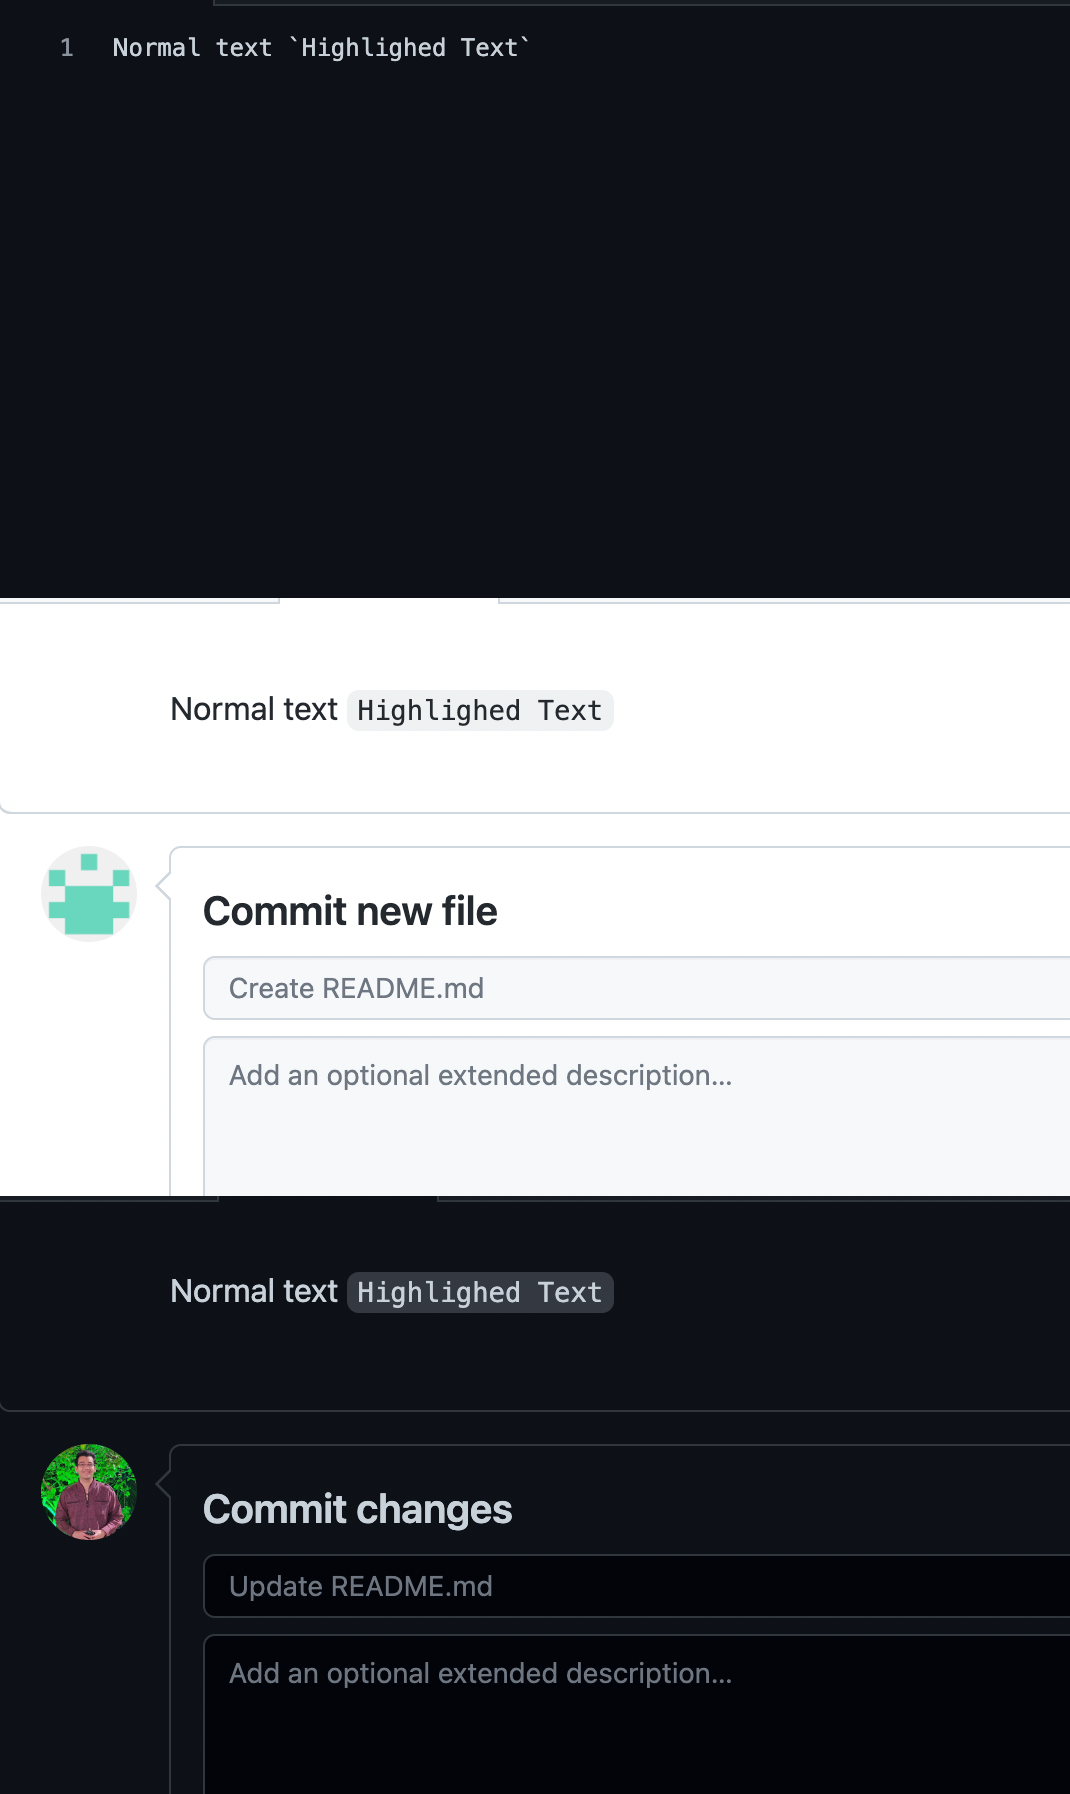 1 Normal text `Highlighed Text`
Normal text Highlighed Text
Commit new file
Create README.md
Add an optional extended description...
Normal text Highlighed Text
Commit changes
Update README.md
Add an optional extended description...